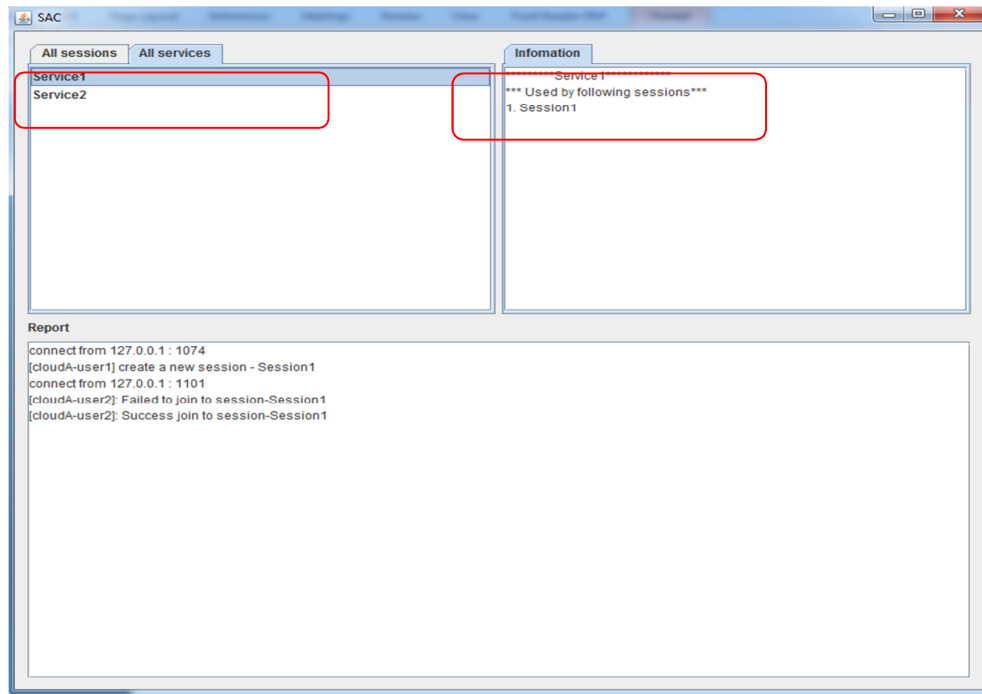 SAC
All sessions All services
Infomation
Service1
Service2
*********Service1************
*** Used by following sessions***
1. Session1
Report
connect from 127.0.0.1 : 1074
[cloudA-user1] create a new session - Session1
connect from 127.0.0.1 : 1101
[cloudA-user2]: Failed to join to session-Session1
[cloudA-user2]: Success join to session-Session1